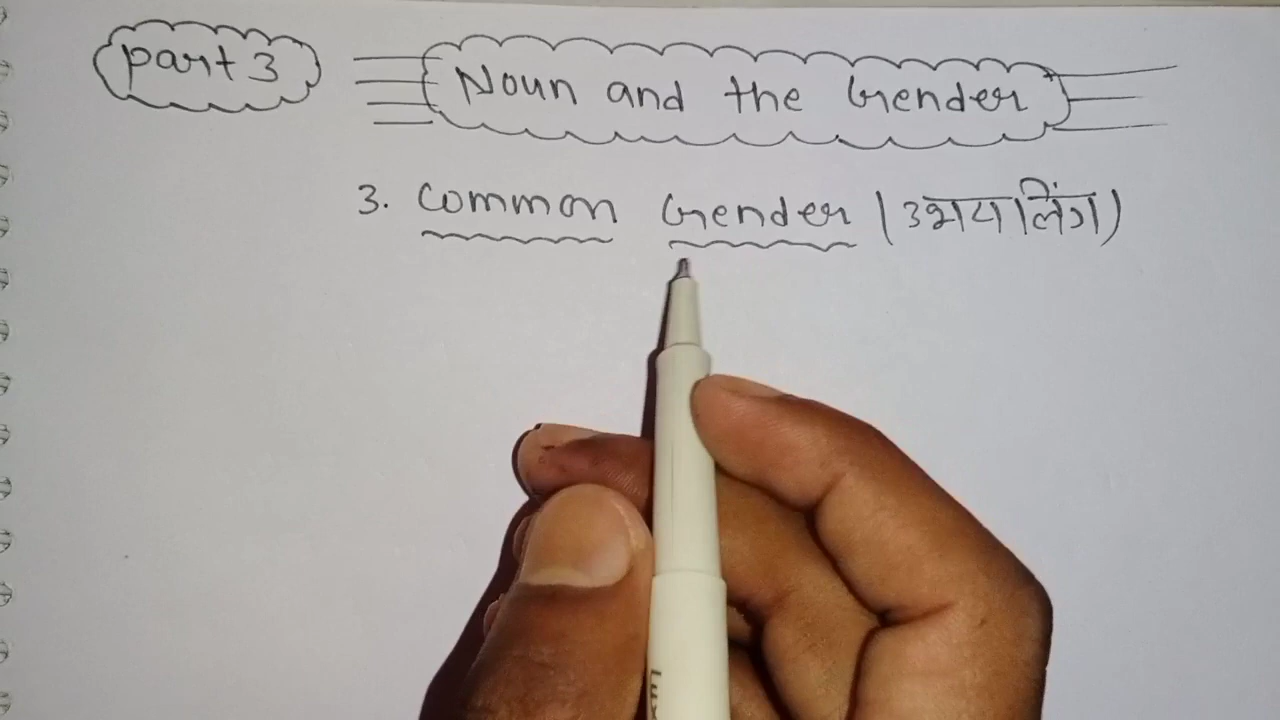 part 3
Noun and the Gender
3. Common Gender (उभयलिंग)